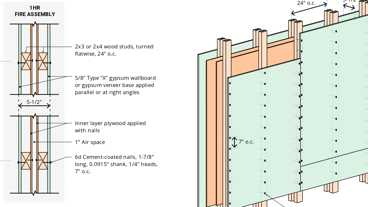 1HR
FIRE ASSEMBLY
2x3 or 2x4 wood studs, turned
flatwise, 24" o.c.
5/8" Type "X" gypsum wallboard
or gypsum veneer base applied
parallel or at right angles
5-1/2"
Inner layer plywood applied
with nails
1" Air space
6d Cement-coated nails, 1-7/8"
long, 0.0915" shank, 1/4" heads,
7" o.c.
24" o.c.
7" o.c.